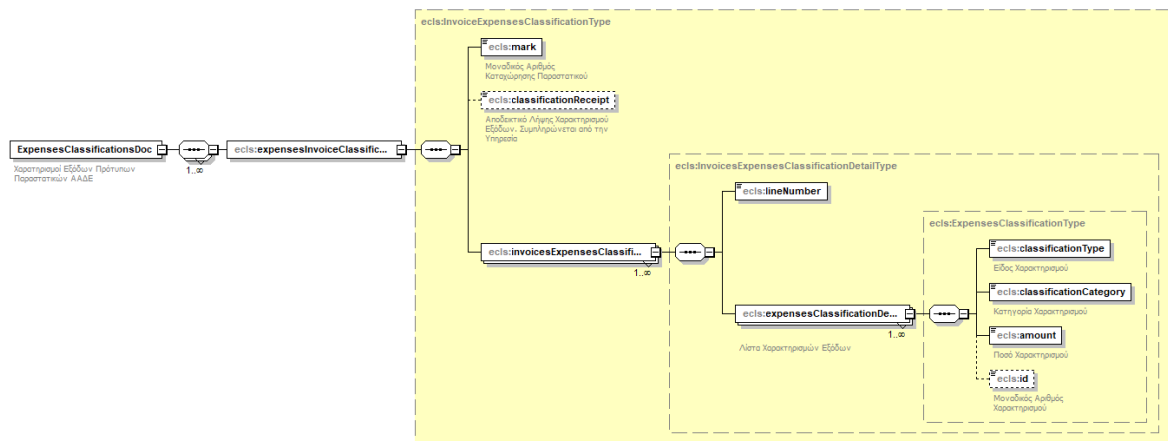 ecls:InvoiceExpensesClassificationType
ecls:mark
Μοναδικός Αριθμός
Καταχώρησης Παραστατικού
ecls:classificationReceipt
Αποδεκτικό Λήψης Χαρακτηρισμού
Εξόδων. Συμπληρώνεται από την
Υπηρεσία
ExpensesClassificationsDoc
Χαρατηρισμοί Εξόδων Πρότυπων
Παραστατικών ΑΑΔΕ
1..∞
ecls:expensesInvoiceClassific...
ecls:InvoicesExpensesClassificationDetailType
ecls:lineNumber
ecls:invoicesExpensesClassifi...
1..∞
ecls:ExpensesClassificationType
ecls:classificationType
Είδος Χαρακτηρισμού
ecls:classificationCategory
Κατηγορία Χαρακτηρισμού
ecls:expensesClassificationDe...
1..∞
Λίστα Χαρακτηρισμών Εξόδων
ecls:amount
Ποσό Χαρακτηρισμού
ecls:id
Μοναδικός Αριθμός
Χαρακτηρισμού